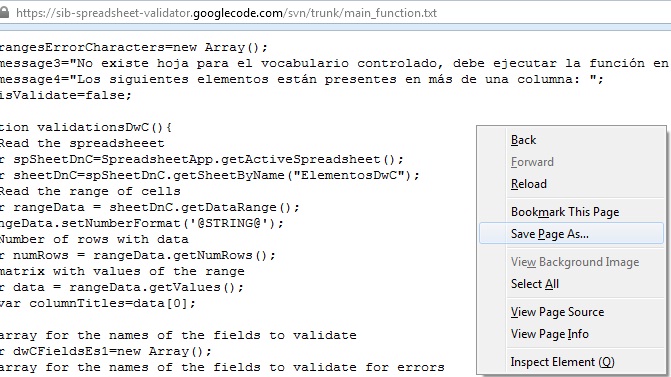 https://sib-spreadsheet-validator.googlecode.com/svn/trunk/main_function.txt
rangesErrorCharacters=new Array();
message3="No existe hoja para el vocabulario controlado, debe ejecutar la función en
message4="Los siguientes elementos están presentes en más de una columna: ";
isValidate=false;
tion validationsDwC(){
Read the spreadsheeet
r spSheetDnC=SpreadsheetApp.getActiveSpreadsheet();
r sheetDnC=spSheetDnC.getSheetByName("ElementosDwC");
Read the range of cells
r rangeData = sheetDnC.getDataRange();
ngeData.setNumberFormat('@STRING@');
Number of rows with data
r numRows = rangeData.getNumRows();
matrix with values of the range
r data = rangeData.getValues();
var columnTitles=data[0];
array for the names of the fields to validate
r dwCFieldsEs1=new Array();
array for the names of the fields to validate for errors
Back
Forward
Reload
Bookmark This Page
Save Page As...
View Background Image
Select All
View Page Source
View Page Info
Inspect Element (Q)